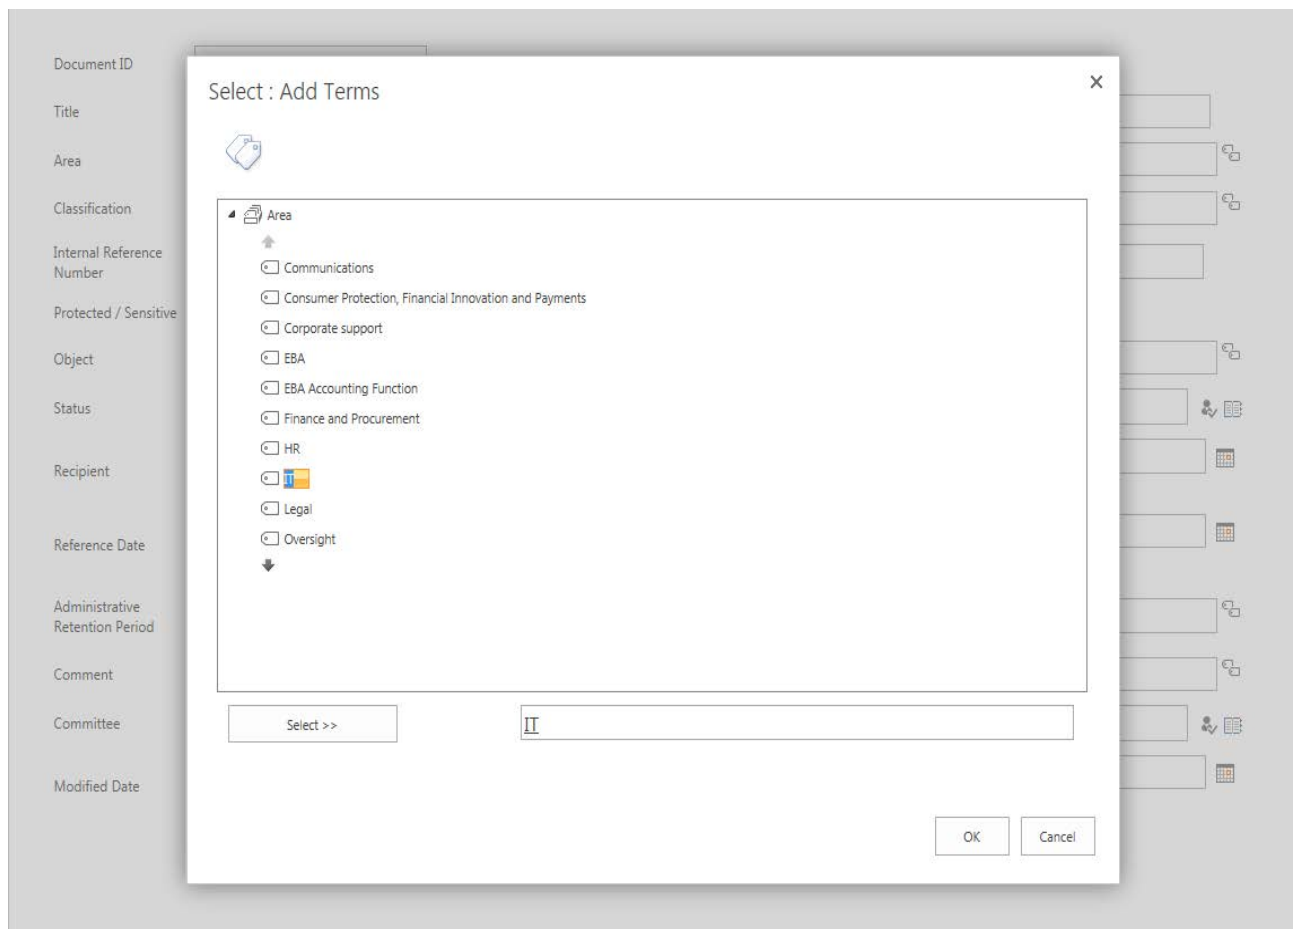 Document ID
Select : Add Terms
Title
Area
Classification
Area
Internal Reference
Number
Communications
Consumer Protection, Financial Innovation and Payments
Protected / Sensitive
Corporate support
Object
EBA
EBA Accounting Function
Status
Finance and Procurement
HR
Recipient
IT
Legal
Reference Date
Oversight
Administrative
Retention Period
Comment
Committee
Select >>
IT
Modified Date
OK
Cancel